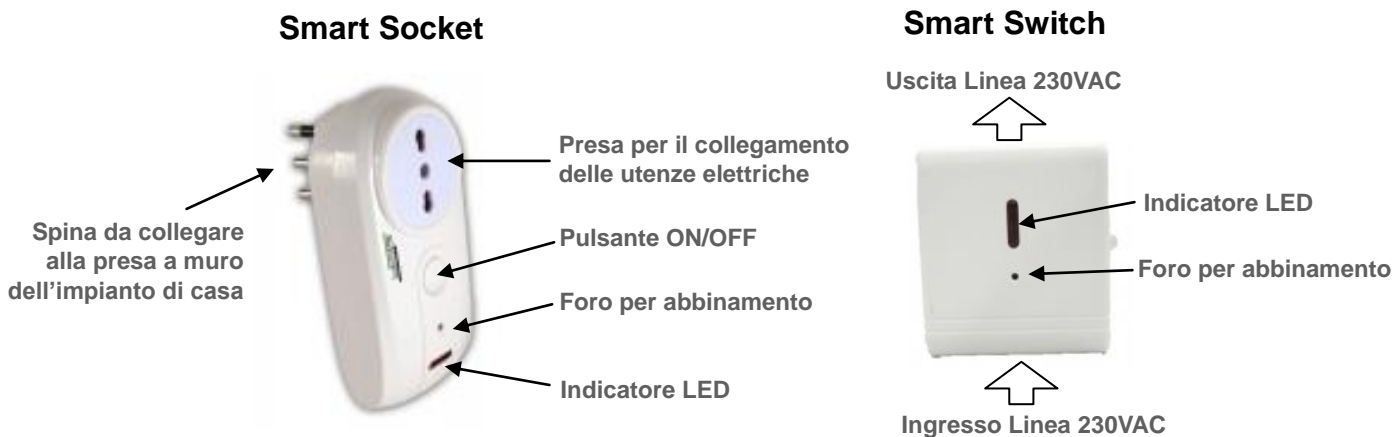 Smart Socket
Smart Switch
Uscita Linea 230VAC
Presa per il collegamento
delle utenze elettriche
Indicatore LED
Spina da collegare
alla presa a muro
dell'impianto di casa
Pulsante ON/OFF
Foro per abbinamento
Foro per abbinamento
Indicatore LED
Ingresso Linea 230VAC